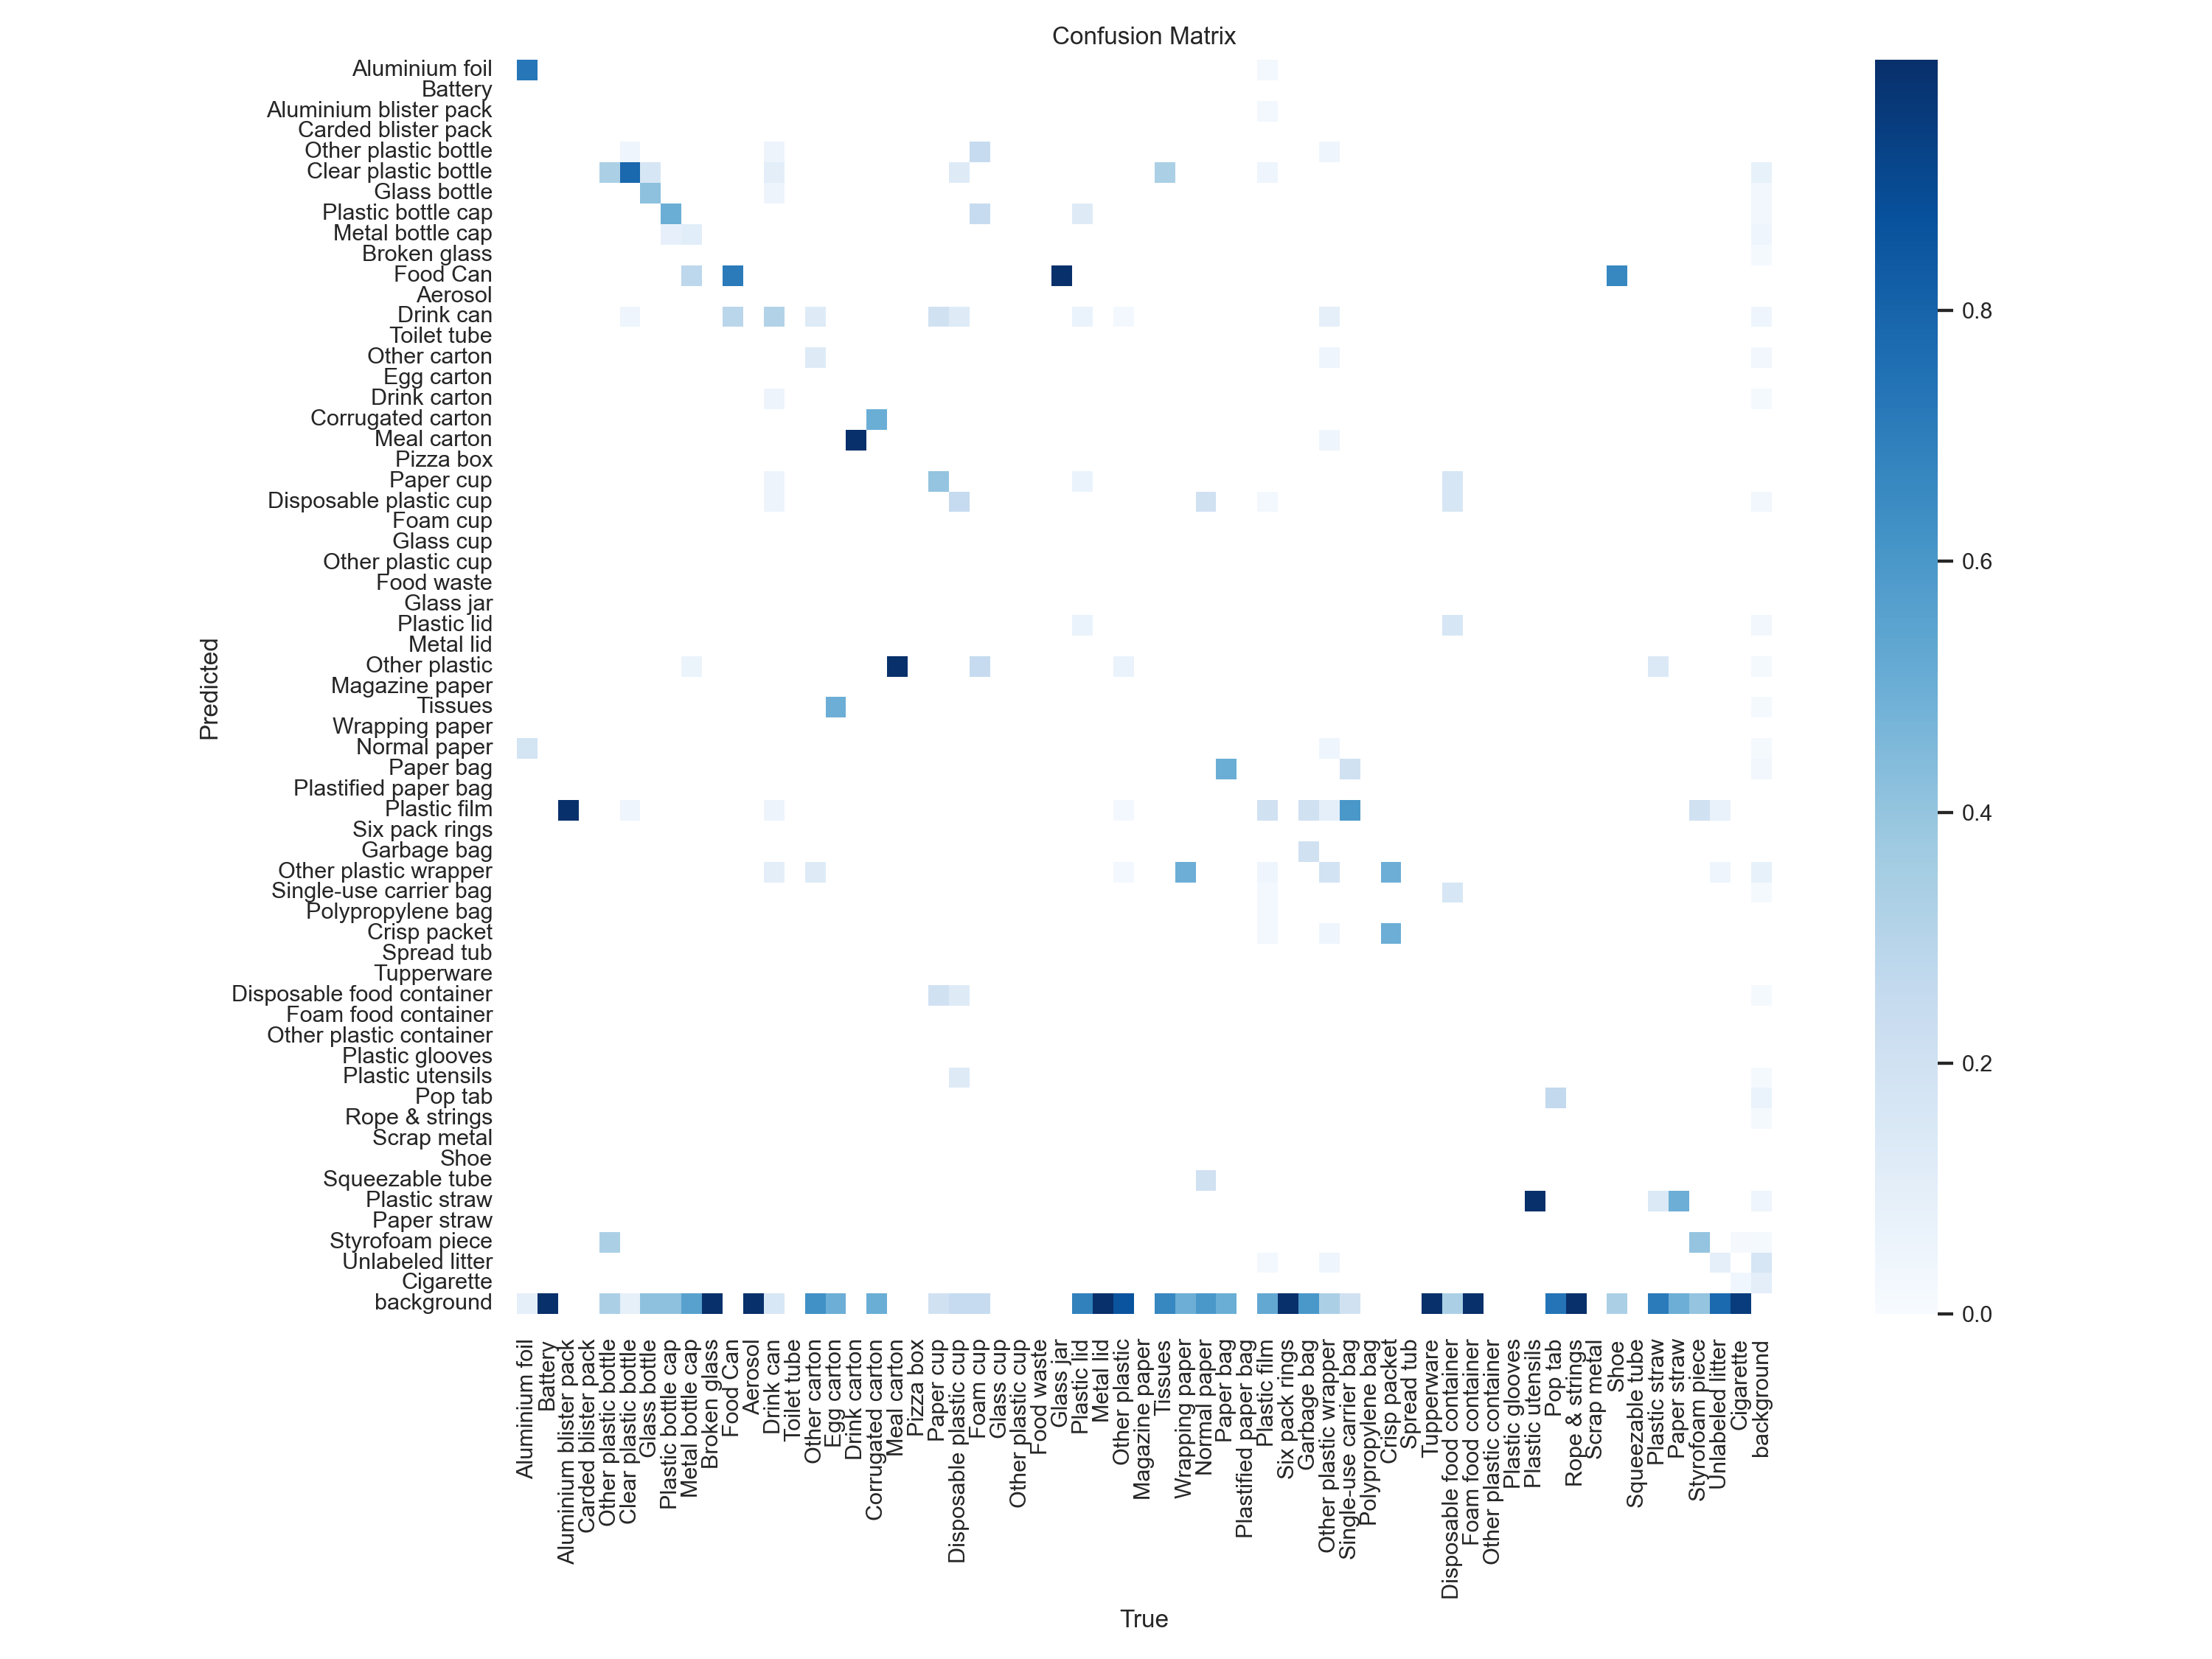 Confusion Matrix
Aluminium foil
Battery
Aluminium blister pack
Carded blister pack
Other plastic bottle
Clear plastic bottle
Glass bottle
Plastic bottle cap
Metal bottle cap
Broken glass
Food Can
Aerosol
Drink can
Toilet tube
Other carton
Egg carton
Drink carton
Corrugated carton
Meal carton
Pizza box
Paper cup
Disposable plastic cup
Foam cup
Glass cup
Other plastic cup
Food waste
Glass jar
Plastic lid
Metal lid
Other plastic
Magazine paper
Tissues
Wrapping paper
Normal paper
Paper bag
Plastified paper bag
Plastic film
Six pack rings
Garbage bag
Other plastic wrapper
Single-use carrier bag
Polypropylene bag
Crisp packet
Spread tub
Tupperware
Disposable food container
Foam food container
Other plastic container
Plastic glooves
Plastic utensils
Pop tab
Rope & strings
Scrap metal
Shoe
Squeezable tube
Plastic straw
Paper straw
Styrofoam piece
Unlabeled litter
Cigarette
background
Predicted
Aluminium foil
Battery
Aluminium blister pack
Carded blister pack
Other plastic bottle
Clear plastic bottle
Glass bottle
Plastic bottle cap
Metal bottle cap
Broken glass
Food Can
Aerosol
Drink can
Toilet tube
Other carton
Egg carton
Drink carton
Corrugated carton
Meal carton
Pizza box
Paper cup
Disposable plastic cup
Foam cup
Glass cup
Other plastic cup
Food waste
Glass jar
Plastic lid
Metal lid
Other plastic
Magazine paper
Tissues
Wrapping paper
Normal paper
Paper bag
Plastified paper bag
Plastic film
Six pack rings
Garbage bag
Other plastic wrapper
Single-use carrier bag
Polypropylene bag
Crisp packet
Spread tub
Tupperware
Disposable food container
Foam food container
Other plastic container
Plastic glooves
Plastic utensils
Pop tab
Rope & strings
Scrap metal
Shoe
Squeezable tube
Plastic straw
Paper straw
Styrofoam piece
Unlabeled litter
Cigarette
background
True
0.8
0.6
0.4
0.2
0.0